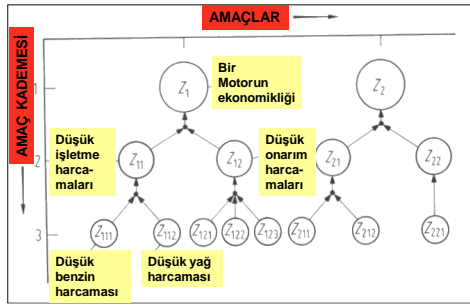 AMAÇLAR
AMAÇ KADEMESİ
1
Z1
Bir
Motorun
ekonomikliği
Z2
2
Düşük
işletme
harca-
maları
Z11
Z12
Düşük
onarım
harca-
maları
Z21
Z22
3
Z111
Z112
Z121
Z122
Z123
Z211
Z212
Z221
Düşük
benzin
harcaması
Düşük yağ
harcaması